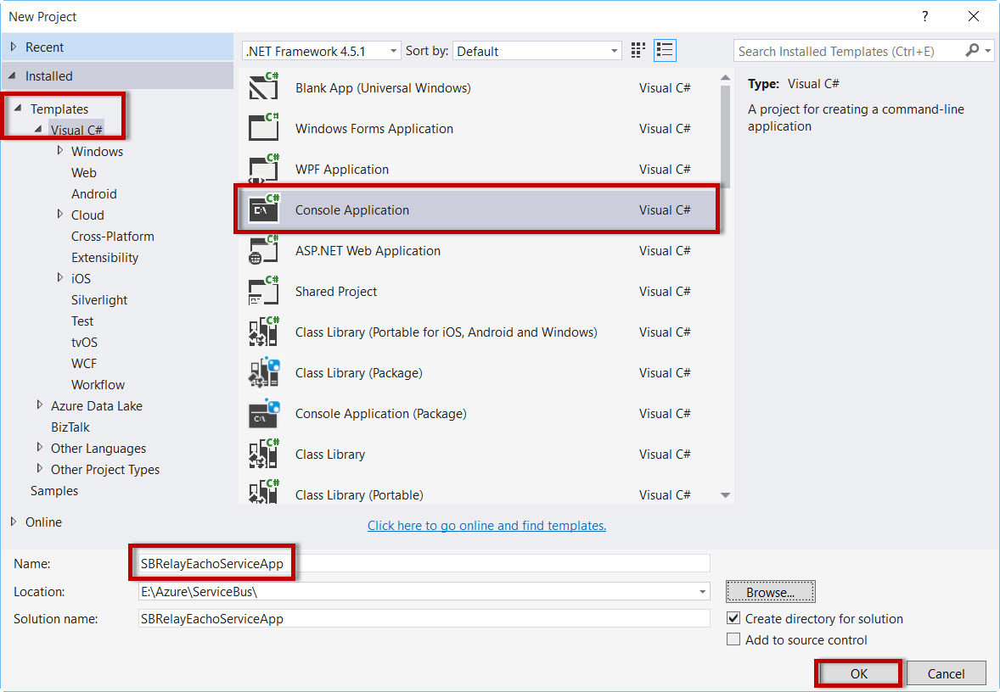 New Project
?
Recent
Installed
Templates
Visual C#
Windows
Web
Android
Cloud
Cross-Platform
Extensibility
iOS
Silverlight
Test
tvOS
WCF
Workflow
Azure Data Lake
BizTalk
Other Languages
Other Project Types
Samples
Online
.NET Framework 4.5.1 Sort by: Default
C# Blank App (Universal Windows) Visual C#
C# Windows Forms Application Visual C#
C# WPF Application Visual C#
C# C:\ Console Application Visual C#
C# ASP.NET Web Application Visual C#
C# Shared Project Visual C#
C# Class Library (Portable for iOS, Android and Windows) Visual C#
Class Library (Package) Visual C#
C:\ Console Application (Package) Visual C#
C# Class Library Visual C#
C# Class Library (Portable) Visual C#
Click here to go online and find templates.
Search Installed Templates (Ctrl+E)
Type: Visual C#
A project for creating a command-line
application
Name: SBRelayEachoServiceApp
Location: E:\Azure\ServiceBus\ Browse...
Solution name: SBRelayEachoServiceApp
Create directory for solution
Add to source control
OK Cancel